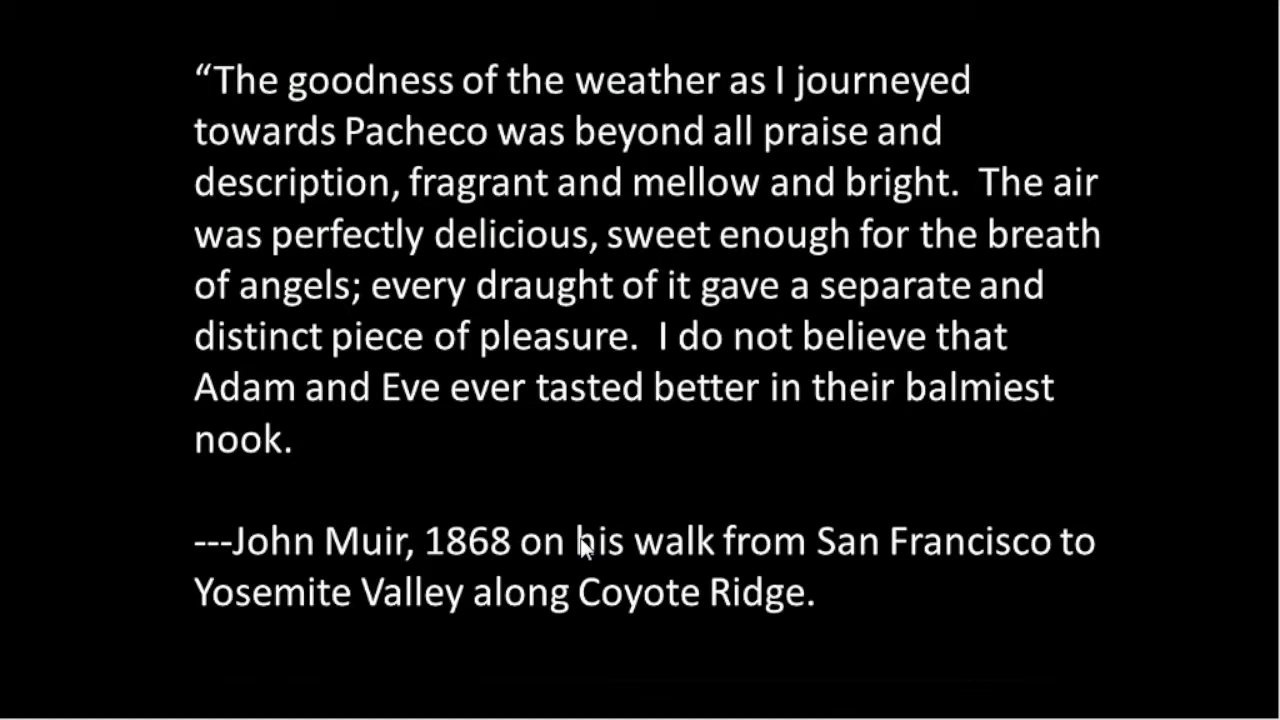 “The goodness of the weather as I journeyed
towards Pacheco was beyond all praise and
description, fragrant and mellow and bright.  The air
was perfectly delicious, sweet enough for the breath
of angels; every draught of it gave a separate and
distinct piece of pleasure.  I do not believe that
Adam and Eve ever tasted better in their balmiest
nook.
---John Muir, 1868 on his walk from San Francisco to
Yosemite Valley along Coyote Ridge.